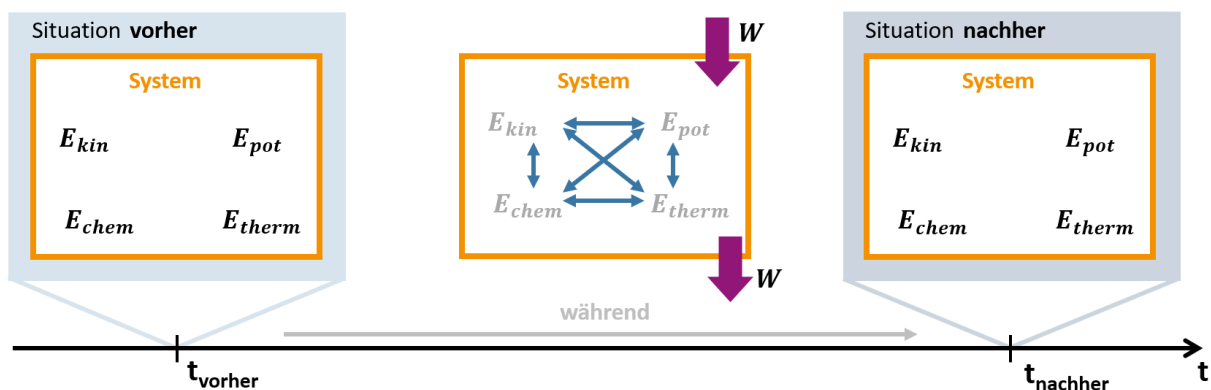 Situation vorher
System
E_kin E_pot
E_chem E_therm
W
System
E_kin E_pot
E_chem E_therm
W
Situation nachher
System
E_kin E_pot
E_chem E_therm
während
t_vorher
t_nachher
t